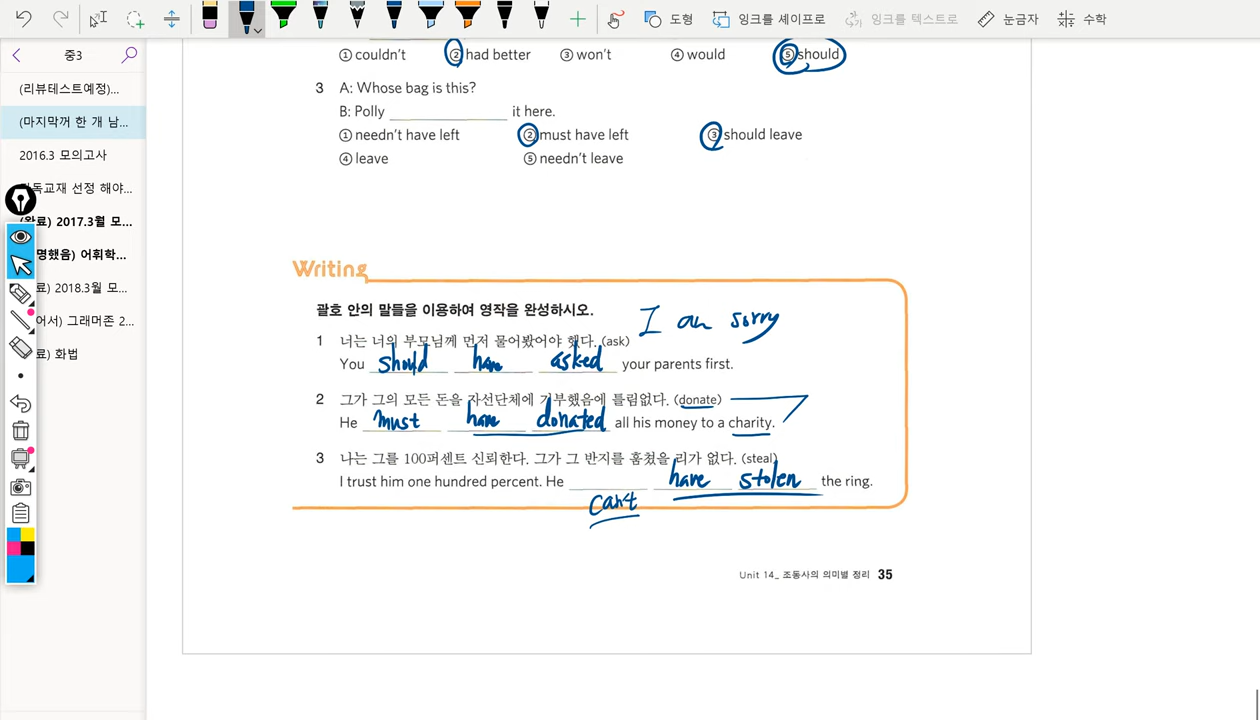 도형 잉크를 셰이프로 잉크를 텍스트로 눈금자 수학
중3
(리뷰테스트예정)...
(마지막꺼 한 개 남...
2016.3 모의고사
독교재 선정 해야...
료) 2017.3월 모...
명했음) 어휘학...
료) 2018.3월 모...
어서) 그래머존 2...
료) 화법
① couldn't ② had better ③ won't ④ would ⑤ should
3 A: Whose bag is this?
B: Polly it here.
① needn't have left ② must have left ③ should leave
④ leave ⑤ needn't leave
Writing
괄호 안의 말들을 이용하여 영작을 완성하시오.
I am sorry
1 너는 너의 부모님께 먼저 물어봤어야 했다. (ask)
You should have asked your parents first.
2 그가 그의 모든 돈을 자선단체에 기부했음에 틀림없다. (donate)
He must have donated all his money to a charity.
3 나는 그를 100퍼센트 신뢰한다. 그가 그 반지를 훔쳤을 리가 없다. (steal)
I trust him one hundred percent. He have stolen the ring.
can't
Unit 14_ 조동사의 의미별 정리 35